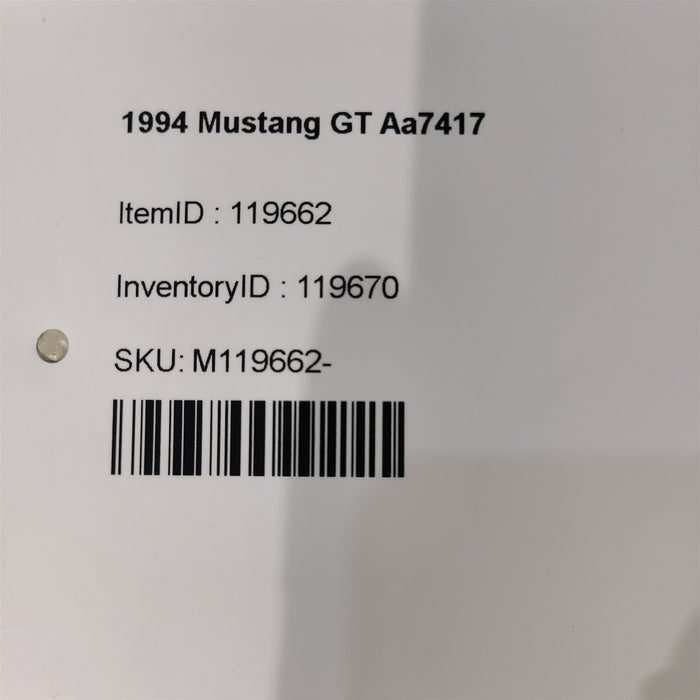 1994 Mustang GT Aa7417
ItemID : 119662
InventoryID : 119670
SKU: M119662-